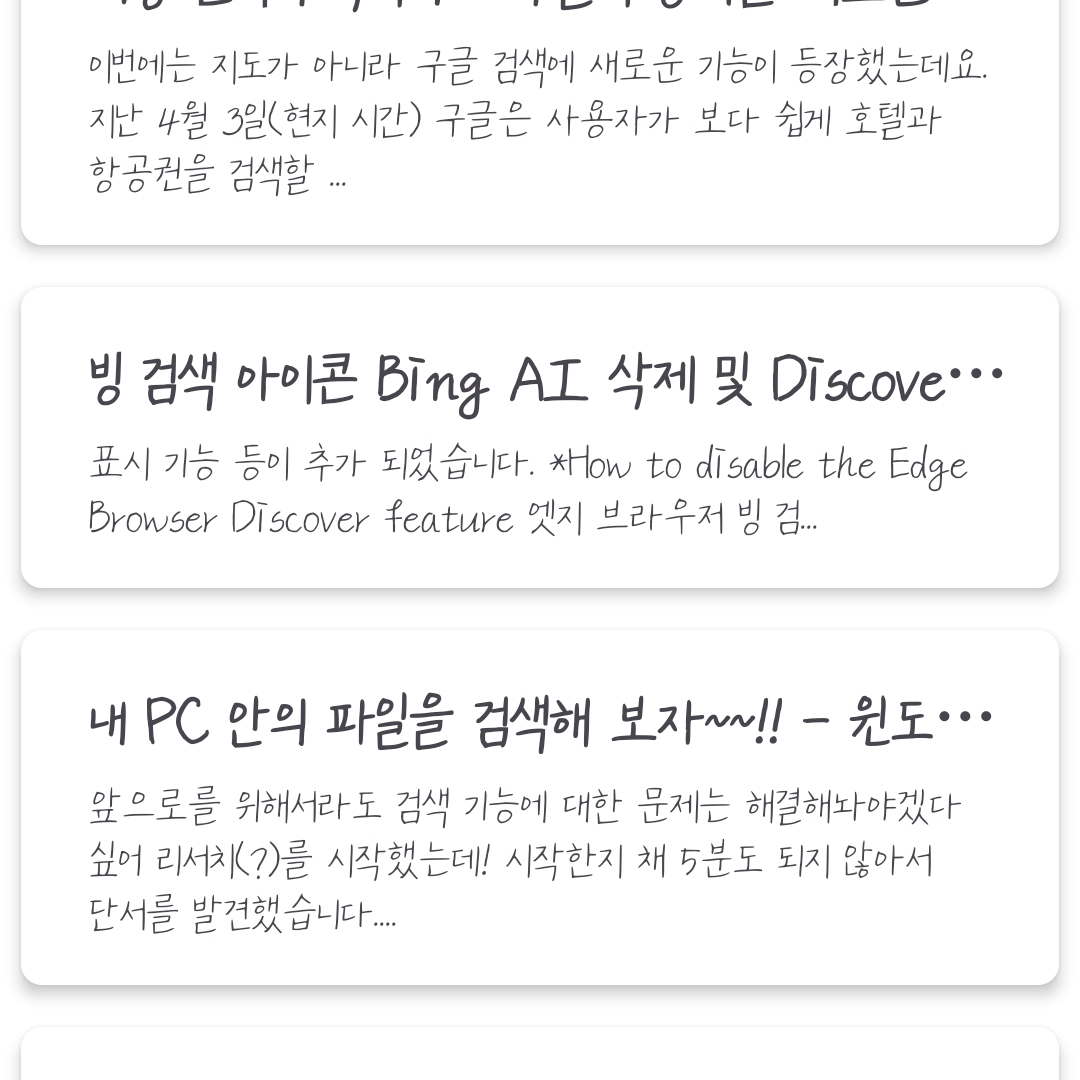 이번에는 지도가 아니라 구글 검색에 새로운 기능이 등장했는데요.
지난 4월 3일(현지 시간) 구글은 사용자가 보다 쉽게 호텔과
항공권을 검색할 ...
빙 검색 아이콘 Bing AI 삭제 및 Discove…
표시 기능 등이 추가 되었습니다. *How to disable the Edge
Browser Discover feature 엣지 브라우저 빙 검...
내 PC 안의 파일을 검색해 보자~~!! - 윈도…
앞으로를 위해서라도 검색 기능에 대한 문제는 해결해놔야겠다
싶어 리서치(?)를 시작했는데! 시작한지 채 5분도 되지 않아서
단서를 발견했습니다....